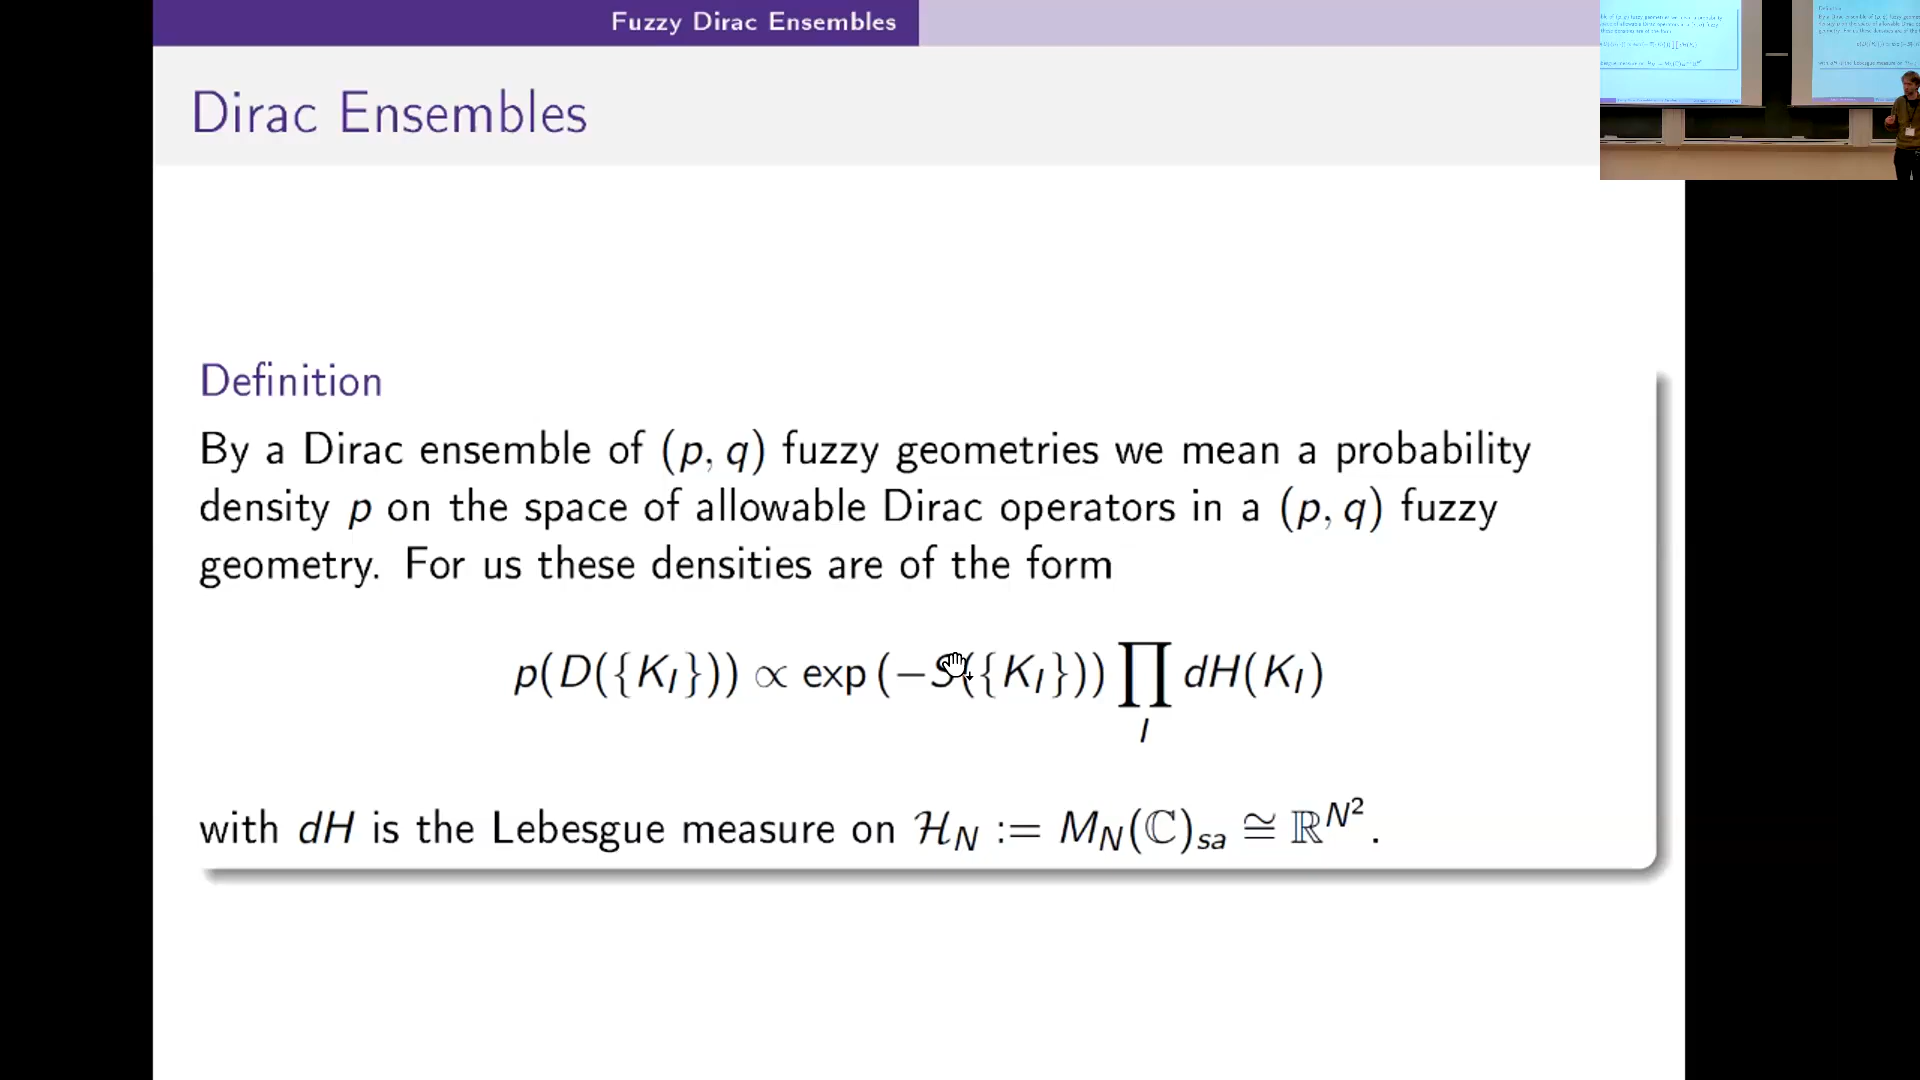 Fuzzy Dirac Ensembles
Dirac Ensembles
Definition
By a Dirac ensemble of (p, q) fuzzy geometries we mean a probability
density p on the space of allowable Dirac operators in a (p, q) fuzzy
geometry. For us these densities are of the form
p(D({K_I})) ∝ exp (−S({K_I})) ∏_I dH(K_I)
with dH is the Lebesgue measure on ℋ_N := M_N(ℂ)_{sa} ≅ ℝ^{N^2}.